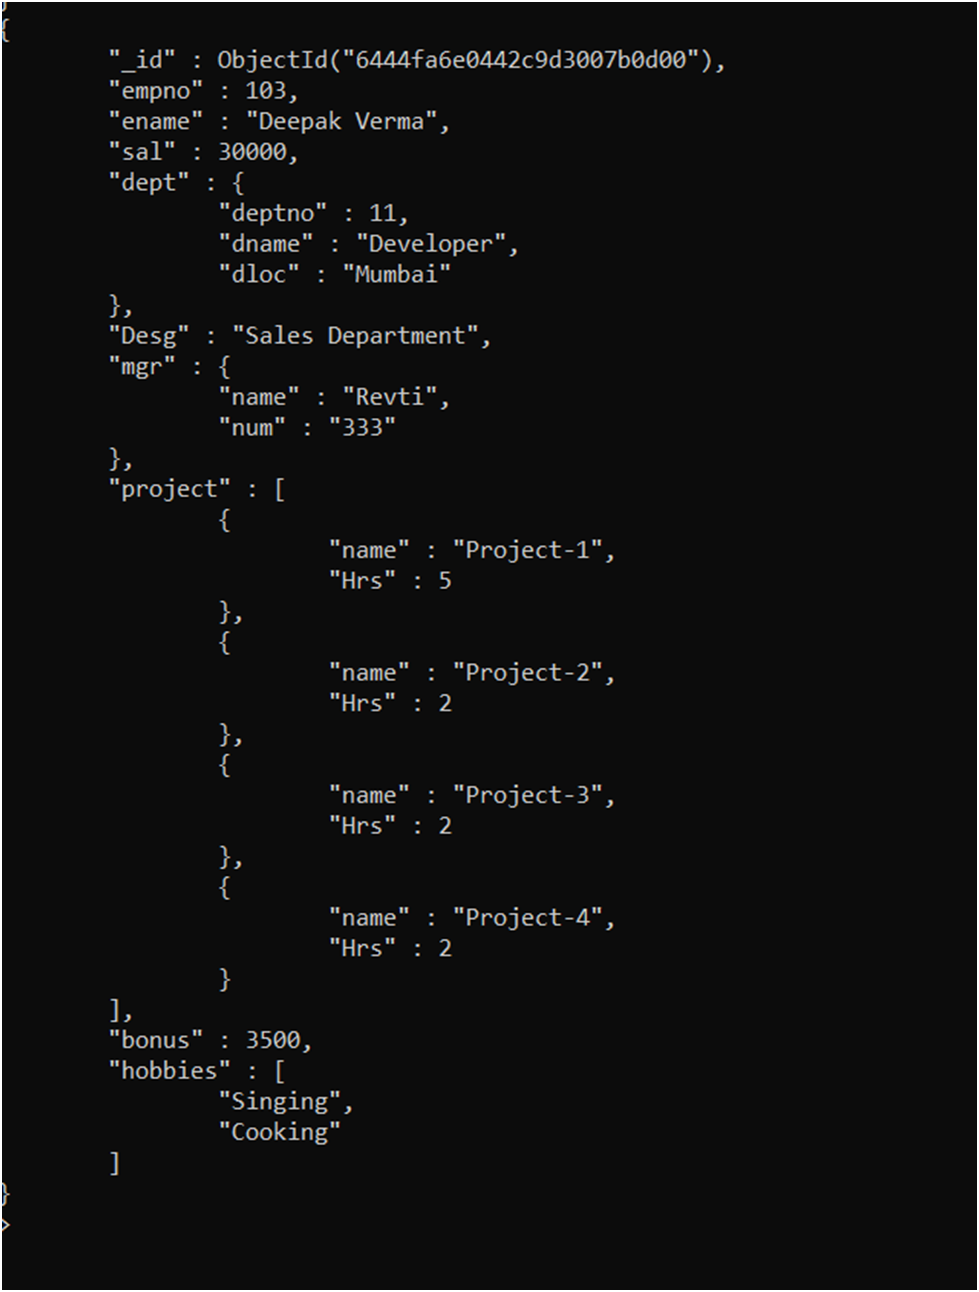 }
{
"_id" : ObjectId("6444fa6e0442c9d3007b0d00"),
"empno" : 103,
"ename" : "Deepak Verma",
"sal" : 30000,
"dept" : {
"deptno" : 11,
"dname" : "Developer",
"dloc" : "Mumbai"
},
"Desg" : "Sales Department",
"mgr" : {
"name" : "Revti",
"num" : "333"
},
"project" : [
{
"name" : "Project-1",
"Hrs" : 5
},
{
"name" : "Project-2",
"Hrs" : 2
},
{
"name" : "Project-3",
"Hrs" : 2
},
{
"name" : "Project-4",
"Hrs" : 2
}
],
"bonus" : 3500,
"hobbies" : [
"Singing",
"Cooking"
]
}
>